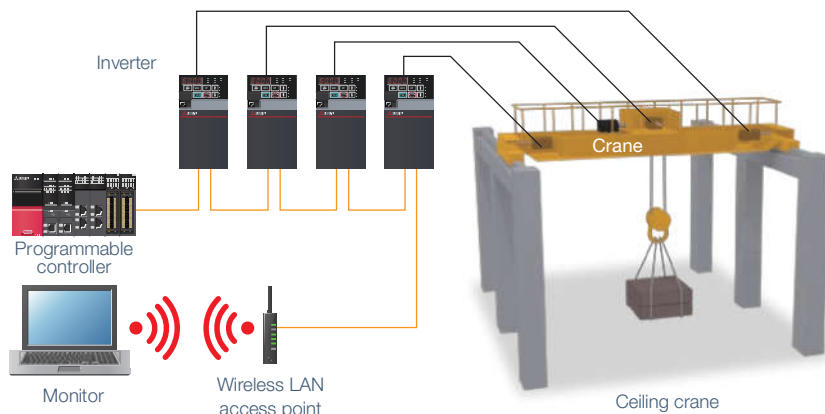 Inverter
Crane
Programmable
controller
Monitor
Wireless LAN
access point
Ceiling crane